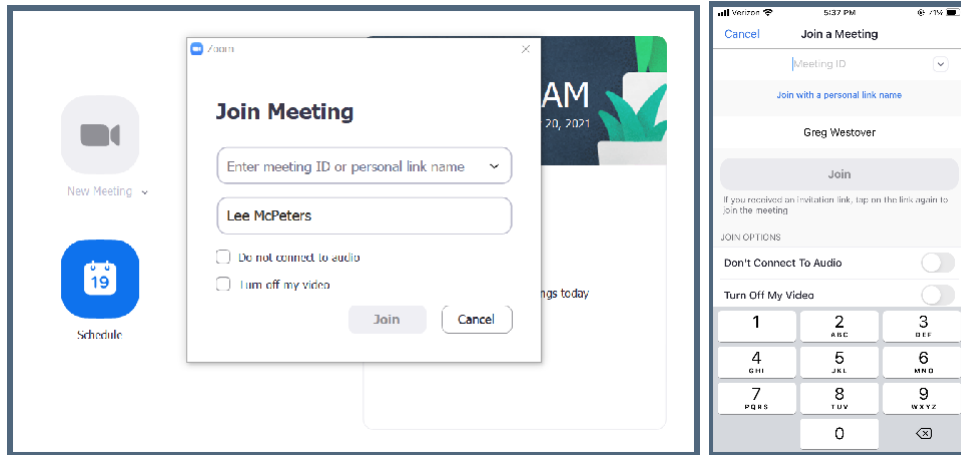 Zoom
Join Meeting
Enter meeting ID or personal link name
Lee McPeters
Do not connect to audio
Turn off my video
Join
Cancel
New Meeting
19
Schedule
AM
20, 2021
ngs today
Verizon
5:37 PM
71%
Cancel
Join a Meeting
Meeting ID
Join with a personal link name
Greg Westover
Join
If you received an invitation link, tap on the link again to
join the meeting
JOIN OPTIONS
Don't Connect To Audio
Turn Off My Video
1
2 ABC
3 DEF
4 GHI
5 JKL
6 MNO
7 PQRS
8 TUV
9 WXYZ
0